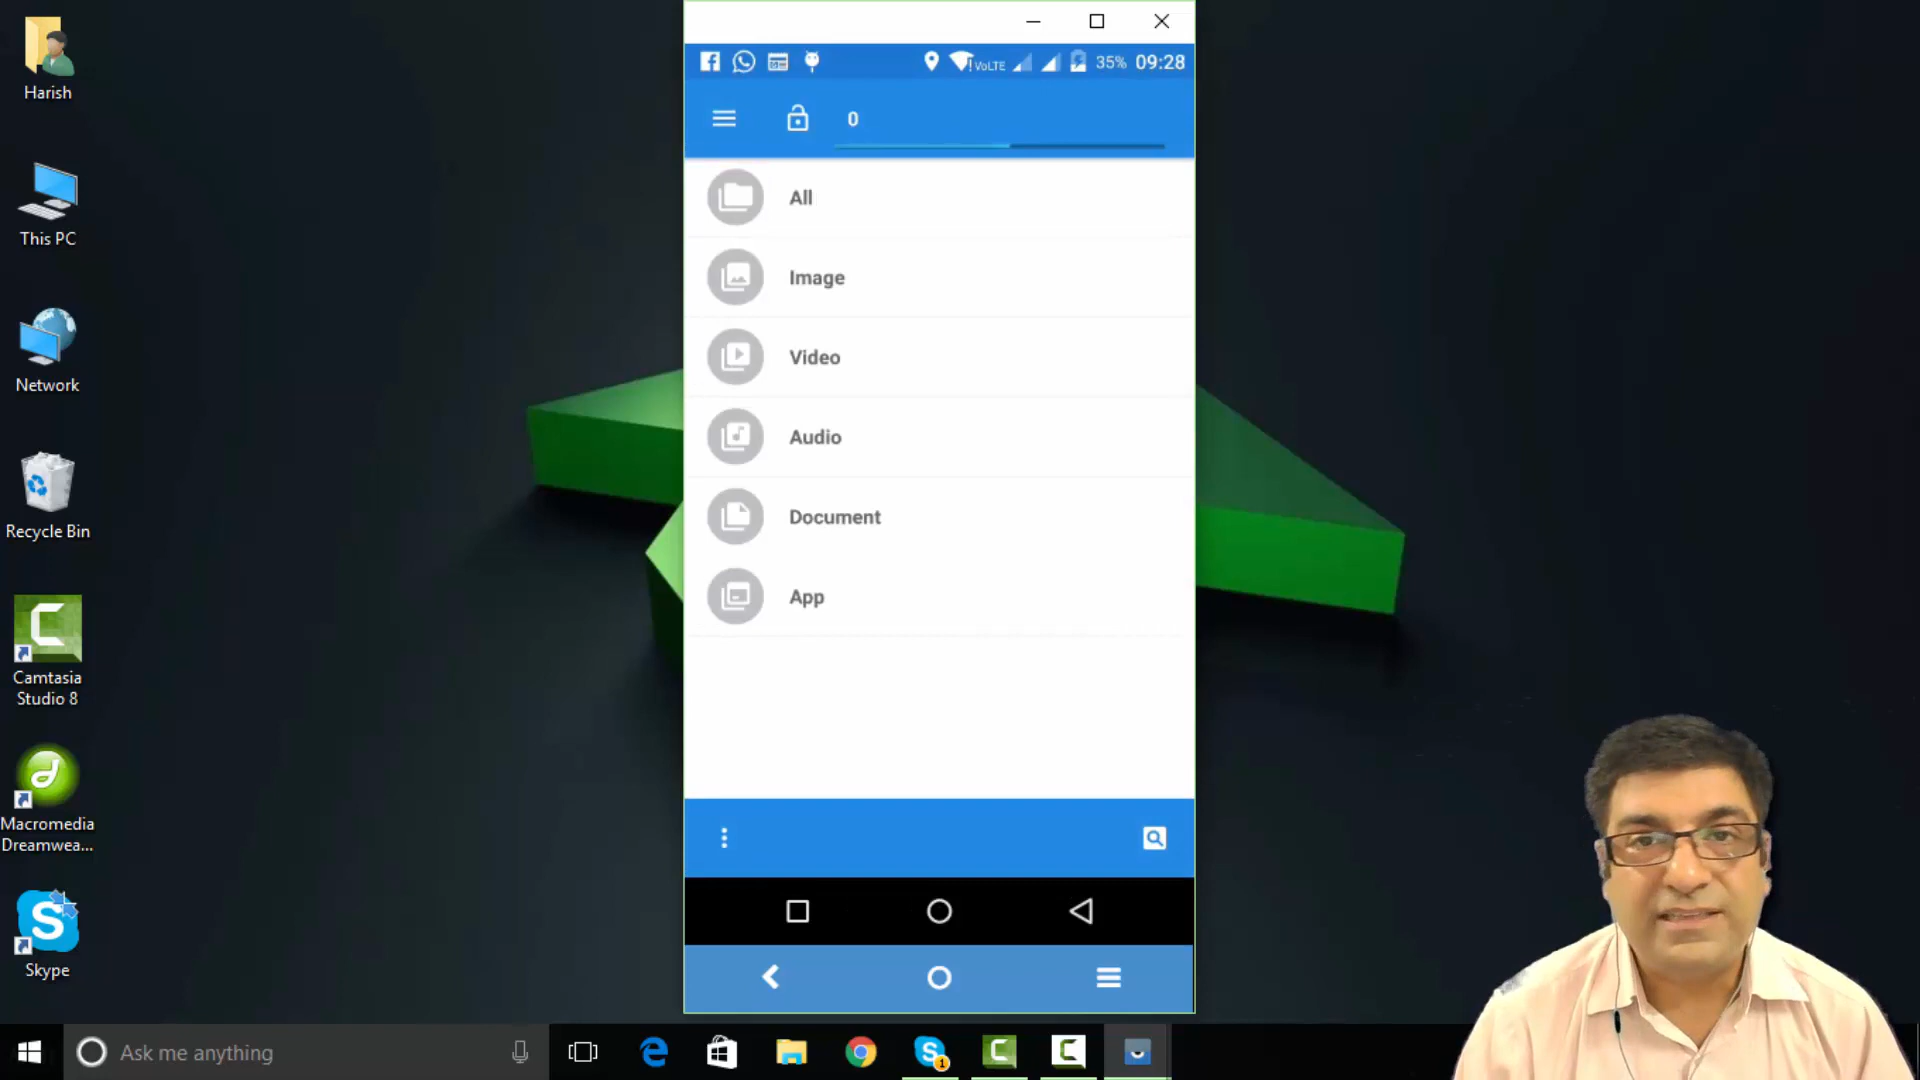 Harish
This PC
Network
Recycle Bin
Camtasia
Studio 8
Macromedia
Dreamwea...
Skype
VoLTE 35% 09:28
0
All
Image
Video
Audio
Document
App
Ask me anything
1